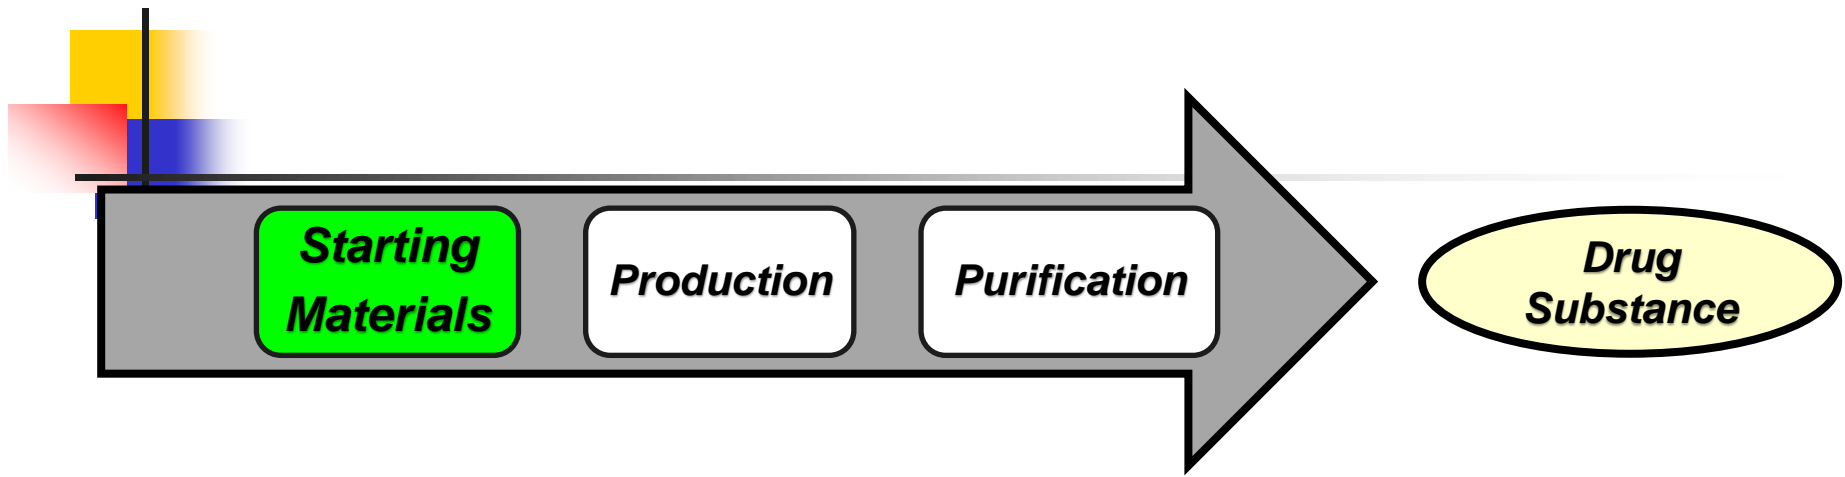 Starting
Materials
Production
Purification
Drug
Substance